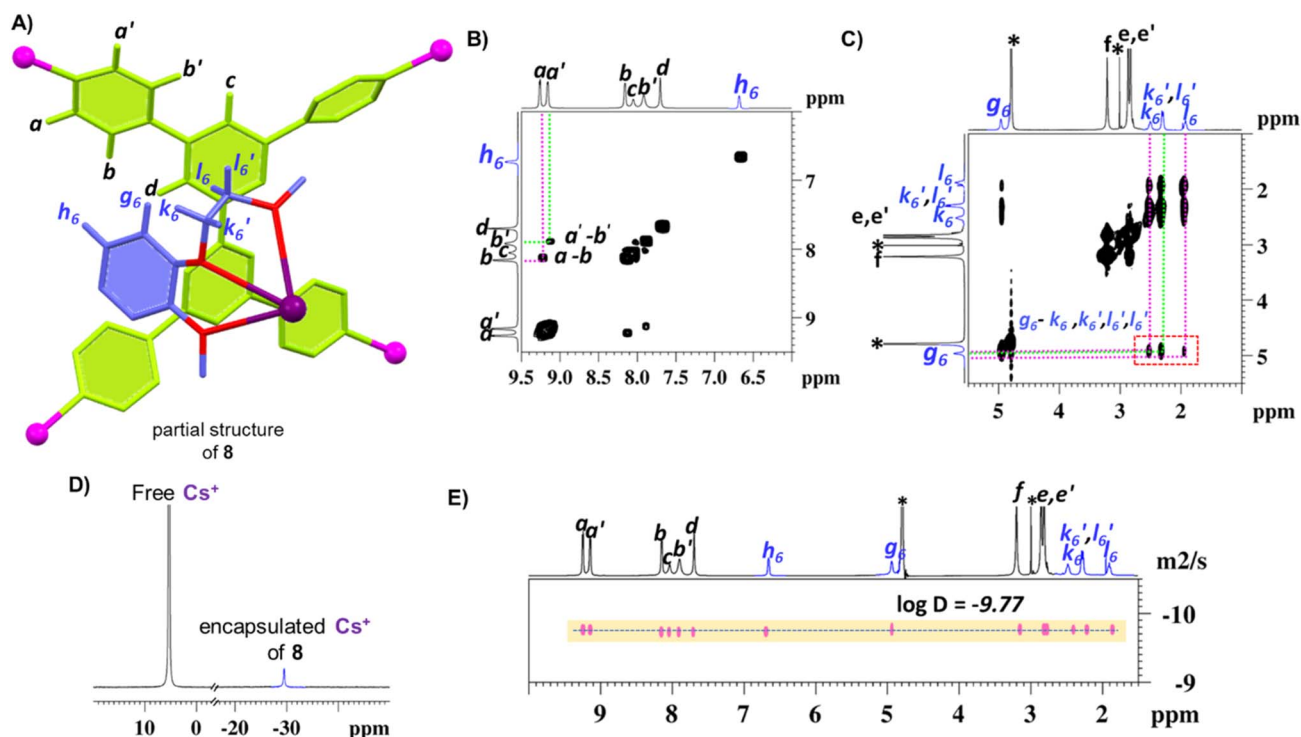 A)
a'
b'
c
a
b
d
l6'
l6
g6
k6
k6'
h6
partial structure
of 8
B)
a a' b c b' d h6 ppm
h6
d
b'
c
b
a'
a
a'-b'
a-b
7
8
9
9.5 9.0 8.5 8.0 7.5 7.0 6.5
ppm
ppm
C)
g6 * f * e,e' k6 k6',l6' l6
ppm
l6
k6',l6'
k6
e,e'
*
f
*
g6
g6- k6 ,k6',l6',l6'
2
3
4
5
5 4 3 2
ppm
D)
Free Cs+
encapsulated Cs+
of 8
10 0 -20 -30 ppm
E)
a a' b c b' d h6 g6 * f * e,e' k6 k6',l6' l6
m2/s
log D = -9.77
-10
-9
9 8 7 6 5 4 3 2 ppm